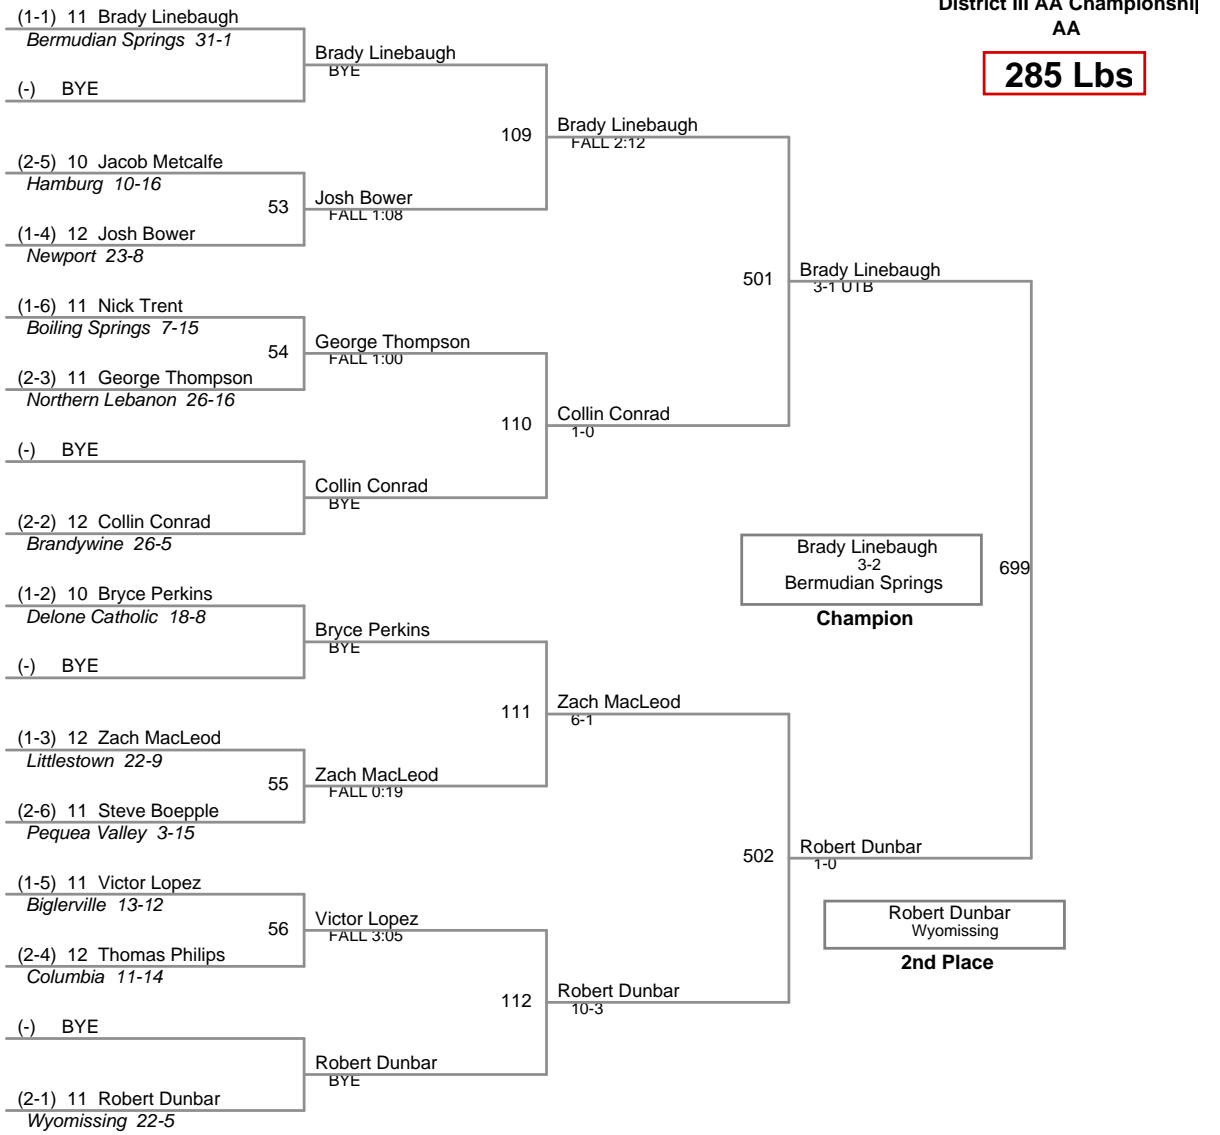 District III AA Championshi
AA
285 Lbs
(1-1) 11 Brady Linebaugh
Bermudian Springs 31-1
Brady Linebaugh
BYE
(-) BYE
109
Brady Linebaugh
FALL 2:12
(2-5) 10 Jacob Metcalfe
Hamburg 10-16
53
Josh Bower
FALL 1:08
(1-4) 12 Josh Bower
Newport 23-8
501
Brady Linebaugh
3-1 UTB
(1-6) 11 Nick Trent
Boiling Springs 7-15
54
George Thompson
FALL 1:00
(2-3) 11 George Thompson
Northern Lebanon 26-16
110
Collin Conrad
1-0
(-) BYE
Collin Conrad
BYE
(2-2) 12 Collin Conrad
Brandywine 26-5
Brady Linebaugh
3-2
Bermudian Springs
699
Champion
(1-2) 10 Bryce Perkins
Delone Catholic 18-8
Bryce Perkins
BYE
(-) BYE
111
Zach MacLeod
6-1
(1-3) 12 Zach MacLeod
Littlestown 22-9
55
Zach MacLeod
FALL 0:19
(2-6) 11 Steve Boepple
Pequea Valley 3-15
502
Robert Dunbar
1-0
(1-5) 11 Victor Lopez
Biglerville 13-12
56
Victor Lopez
FALL 3:05
Robert Dunbar
Wyomissing
2nd Place
(2-4) 12 Thomas Philips
Columbia 11-14
112
Robert Dunbar
10-3
(-) BYE
Robert Dunbar
BYE
(2-1) 11 Robert Dunbar
Wyomissing 22-5